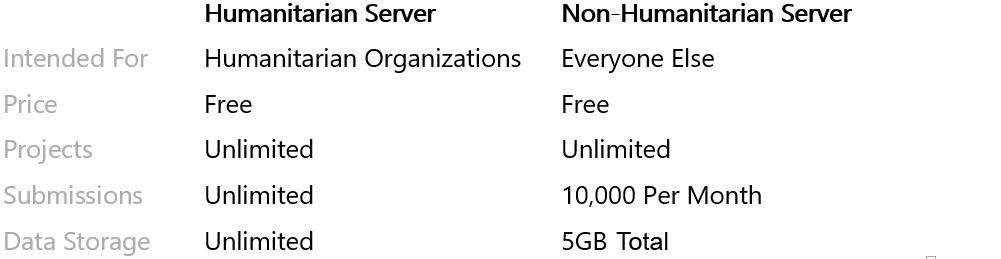 Humanitarian Server Non-Humanitarian Server
Intended For Humanitarian Organizations Everyone Else
Price Free Free
Projects Unlimited Unlimited
Submissions Unlimited 10,000 Per Month
Data Storage Unlimited 5GB Total